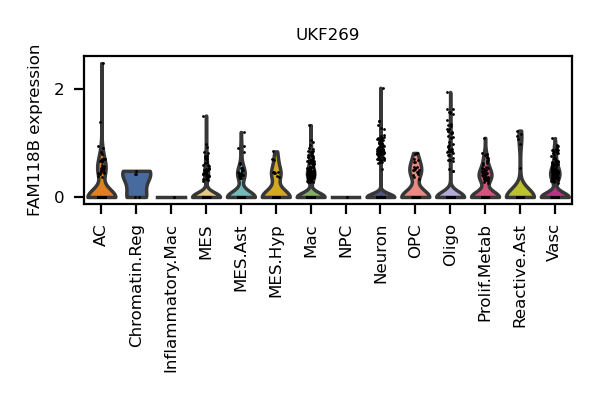 UKF269
FAM118B expression
2
0
AC
Chromatin.Reg
Inflammatory.Mac
MES
MES.Ast
MES.Hyp
Mac
NPC
Neuron
OPC
Oligo
Prolif.Metab
Reactive.Ast
Vasc